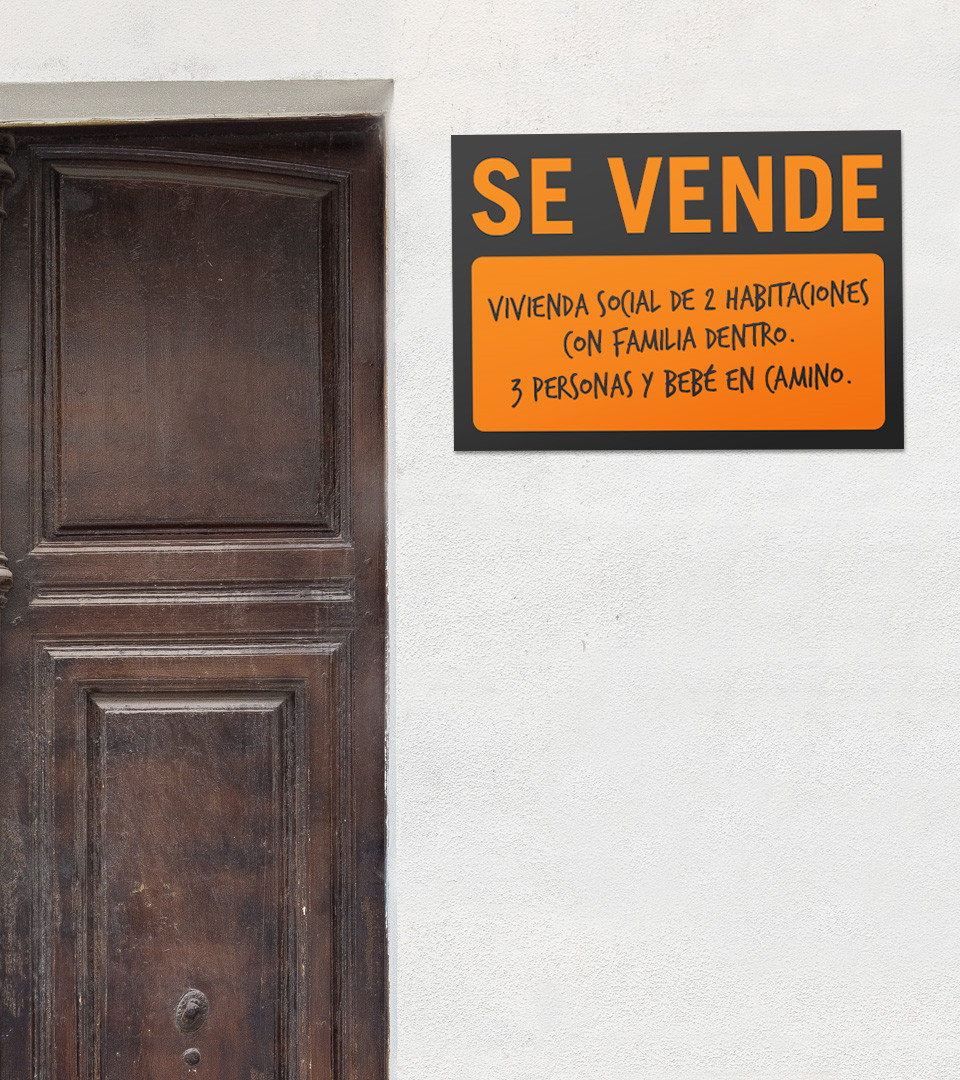 SE VENDE
VIVIENDA SOCIAL DE 2 HABITACIONES
CON FAMILIA DENTRO.
3 PERSONAS Y BEBÉ EN CAMINO.